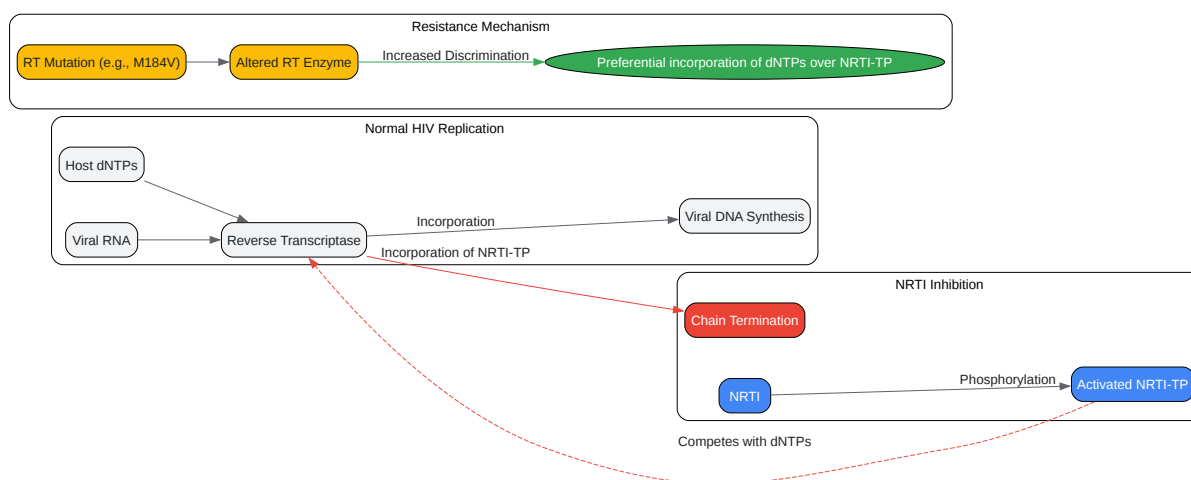 Resistance Mechanism
RT Mutation (e.g., M184V)
Altered RT Enzyme
Increased Discrimination
Preferential incorporation of dNTPs over NRTI-TP
Normal HIV Replication
Host dNTPs
Viral RNA
Reverse Transcriptase
Incorporation
Viral DNA Synthesis
Incorporation of NRTI-TP
NRTI Inhibition
Chain Termination
NRTI
Phosphorylation
Activated NRTI-TP
Competes with dNTPs